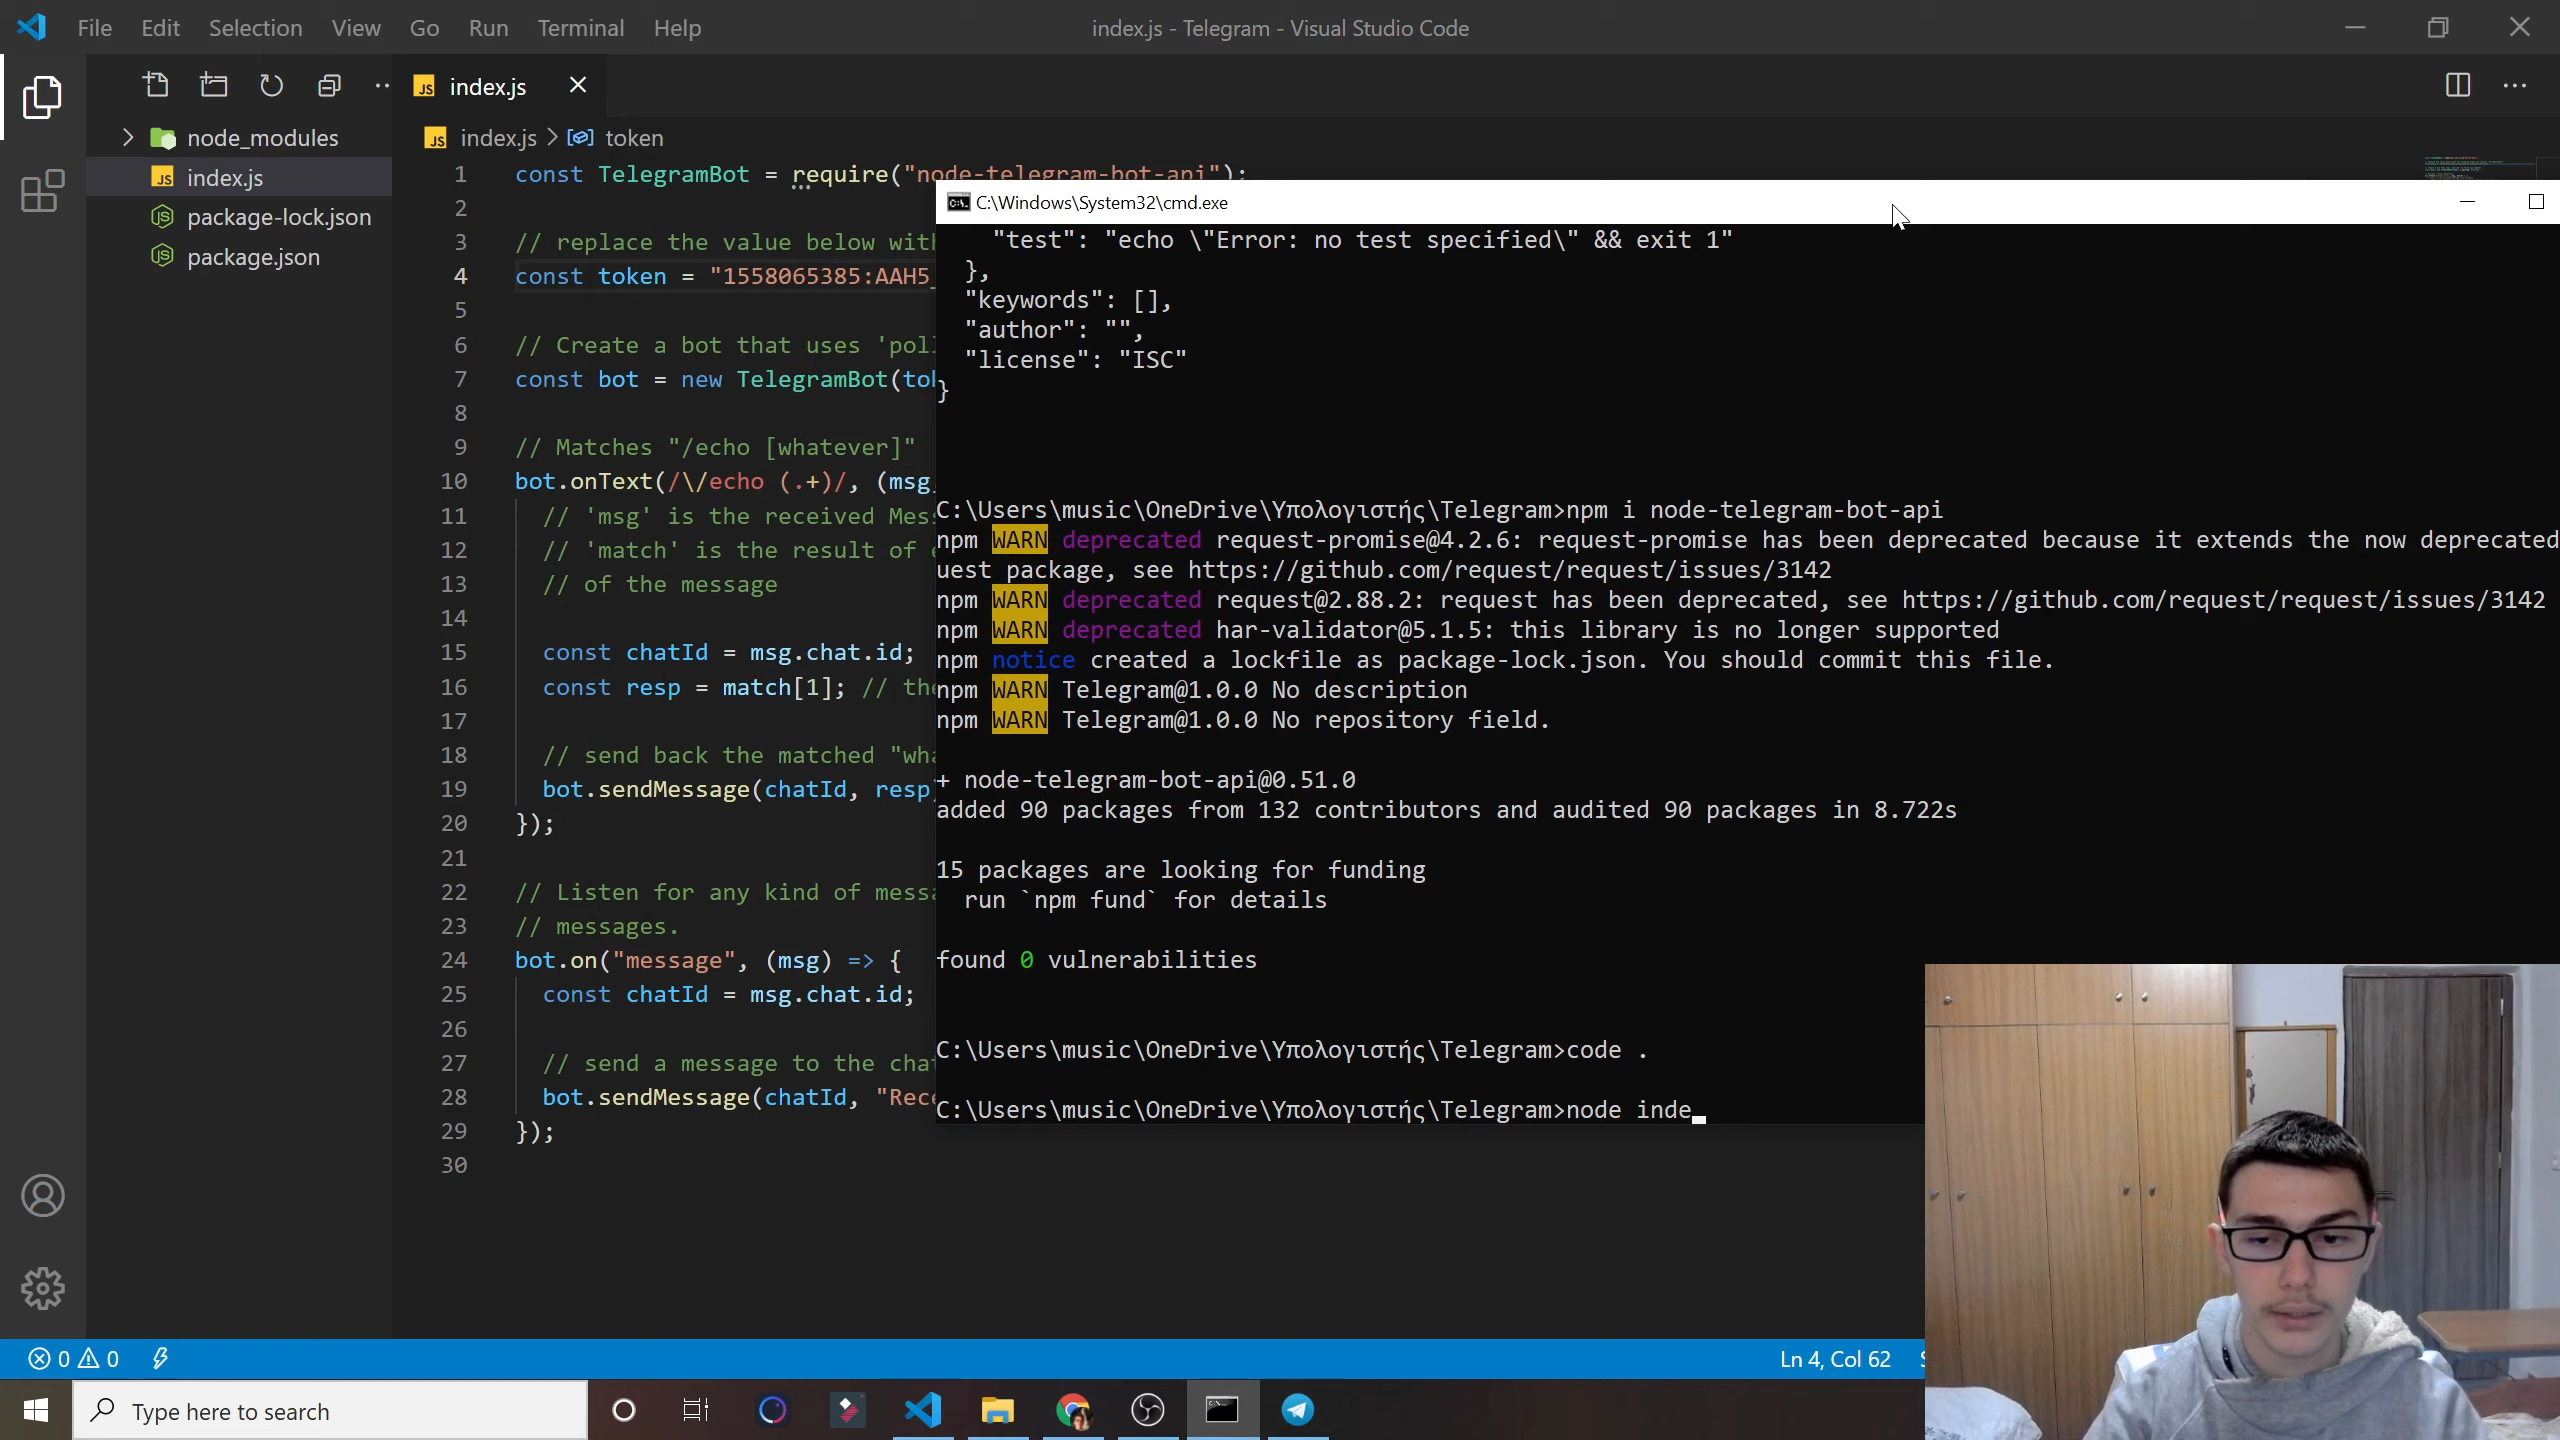 File Edit Selection View Go Run Terminal Help
index.js - Telegram - Visual Studio Code
index.js
node_modules
index.js
package-lock.json
package.json
index.js > token
1 const TelegramBot = require("node-telegram-bot-api");
2
3 // replace the value below with
4 const token = "1558065385:AAH5_
5
6 // Create a bot that uses 'pol
7 const bot = new TelegramBot(to
8
9 // Matches "/echo [whatever]"
10 bot.onText(/\/echo (.+)/, (msg
11 // 'msg' is the received Mes
12 // 'match' is the result of
13 // of the message
14
15 const chatId = msg.chat.id;
16 const resp = match[1]; // the
17
18 // send back the matched "wha
19 bot.sendMessage(chatId, resp
20 });
21
22 // Listen for any kind of mess
23 // messages.
24 bot.on("message", (msg) => {
25 const chatId = msg.chat.id;
26
27 // send a message to the cha
28 bot.sendMessage(chatId, "Rece
29 });
30
C:\Windows\System32\cmd.exe
"test": "echo \"Error: no test specified\" && exit 1"
},
"keywords": [],
"author": "",
"license": "ISC"
}
C:\Users\music\OneDrive\Υπολογιστής\Telegram>npm i node-telegram-bot-api
npm WARN deprecated request-promise@4.2.6: request-promise has been deprecated because it extends the now deprecated
uest package, see https://github.com/request/request/issues/3142
npm WARN deprecated request@2.88.2: request has been deprecated, see https://github.com/request/request/issues/3142
npm WARN deprecated har-validator@5.1.5: this library is no longer supported
npm notice created a lockfile as package-lock.json. You should commit this file.
npm WARN Telegram@1.0.0 No description
npm WARN Telegram@1.0.0 No repository field.
+ node-telegram-bot-api@0.51.0
added 90 packages from 132 contributors and audited 90 packages in 8.722s
15 packages are looking for funding
run `npm fund` for details
found 0 vulnerabilities
C:\Users\music\OneDrive\Υπολογιστής\Telegram>code .
C:\Users\music\OneDrive\Υπολογιστής\Telegram>node inde
0 0
Ln 4, Col 62
Type here to search